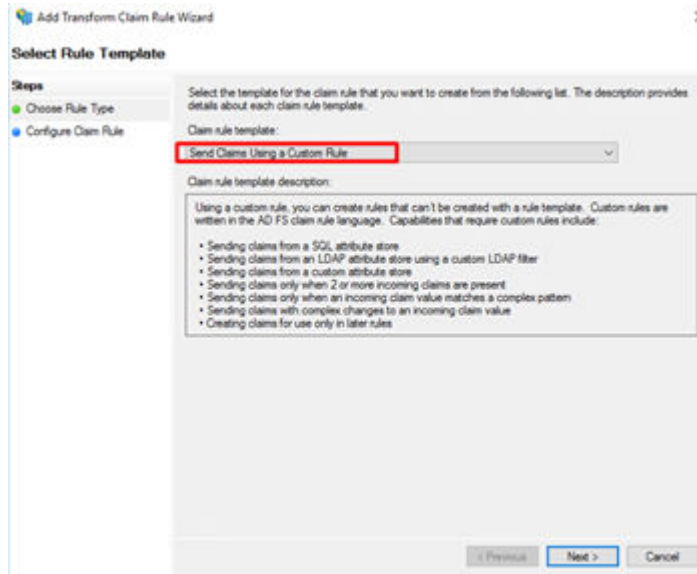 Add Transform Claim Rule Wizard
Select Rule Template
Steps
Choose Rule Type
Configure Claim Rule
Select the template for the claim rule that you want to create from the following list. The description provides
details about each claim rule template.
Claim rule template:
Send Claims Using a Custom Rule
Claim rule template description:
Using a custom rule, you can create rules that can't be created with a rule template. Custom rules are
written in the AD FS claim rule language. Capabilities that require custom rules include:
• Sending claims from a SQL attribute store
• Sending claims from an LDAP attribute store using a custom LDAP filter
• Sending claims from a custom attribute store
• Sending claims only when 2 or more incoming claims are present
• Sending claims only when an incoming claim value matches a complex pattern
• Sending claims with complex changes to an incoming claim value
• Creating claims for use only in later rules
< Previous
Next >
Cancel